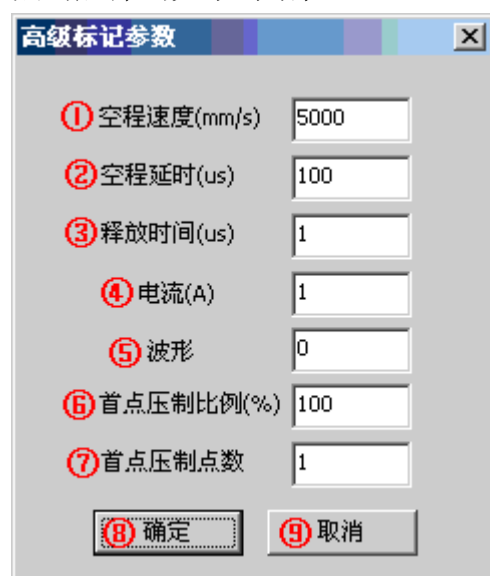 高级标记参数
① 空程速度(mm/s) 5000
② 空程延时(us) 100
③ 释放时间(us) 1
④ 电流(A) 1
⑤ 波形 0
⑥ 首点压制比例(%) 100
⑦ 首点压制点数 1
⑧ 确定 ⑨ 取消